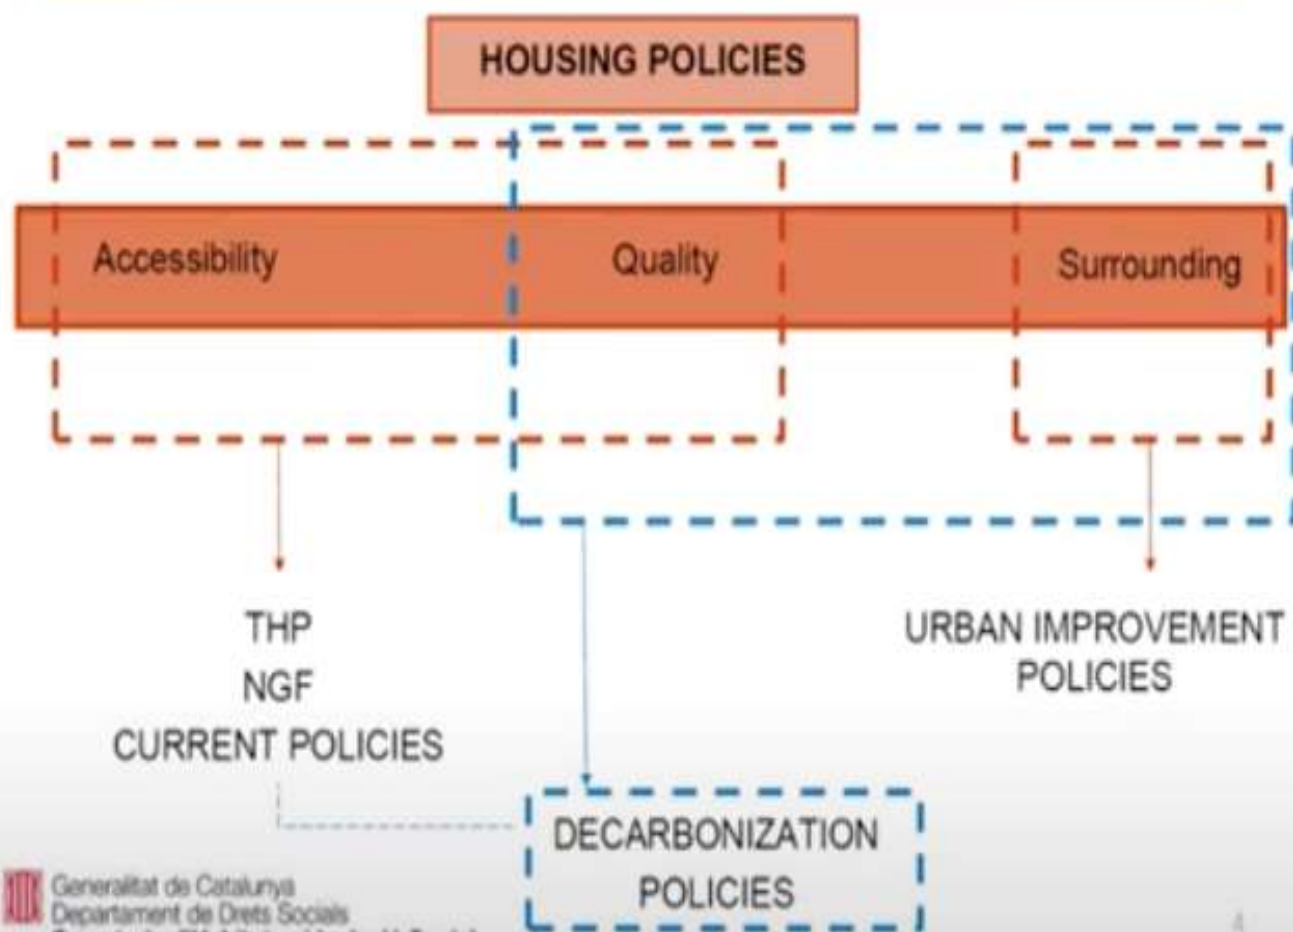 HOUSING POLICIES
Accessibility
Quality
Surrounding
THP
NGF
CURRENT POLICIES
URBAN IMPROVEMENT
POLICIES
DECARBONIZATION
POLICIES
Generalitat de Catalunya
Departament de Drets Socials
4